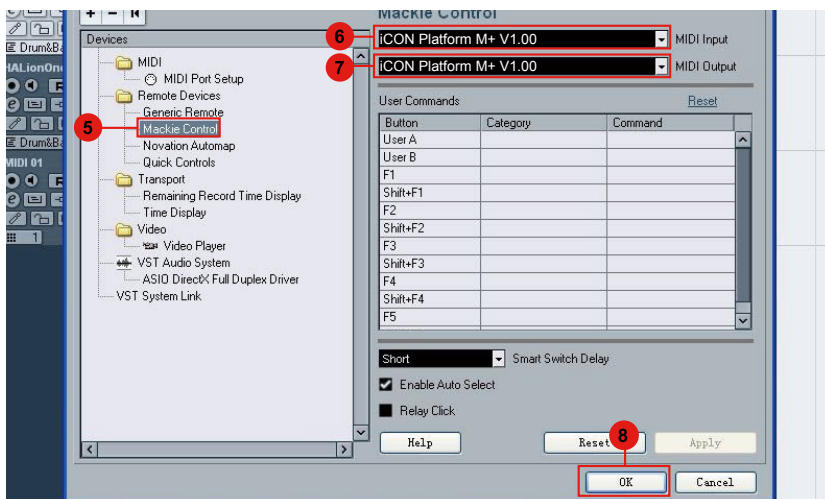 Mackie Control
Devices
MIDI
MIDI Port Setup
Remote Devices
Generic Remote
Mackie Control
Novation Automap
Quick Controls
Transport
Remaining Record Time Display
Time Display
Video
Video Player
VST Audio System
ASIO DirectX Full Duplex Driver
VST System Link
5
6
iCON Platform M+ V1.00
MIDI Input
7
iCON Platform M+ V1.00
MIDI Output
User Commands
Reset
Button Category Command
User A
User B
F1
Shift+F1
F2
Shift+F2
F3
Shift+F3
F4
Shift+F4
F5
Short
Smart Switch Delay
Enable Auto Select
Relay Click
Help
Reset
Apply
8
OK
Cancel
Drum&Ba
HALionOne
Drum&Ba
MIDI 01
1